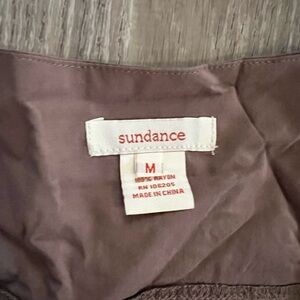 sundance
M
100% RAYON
RN 106205
MADE IN CHINA